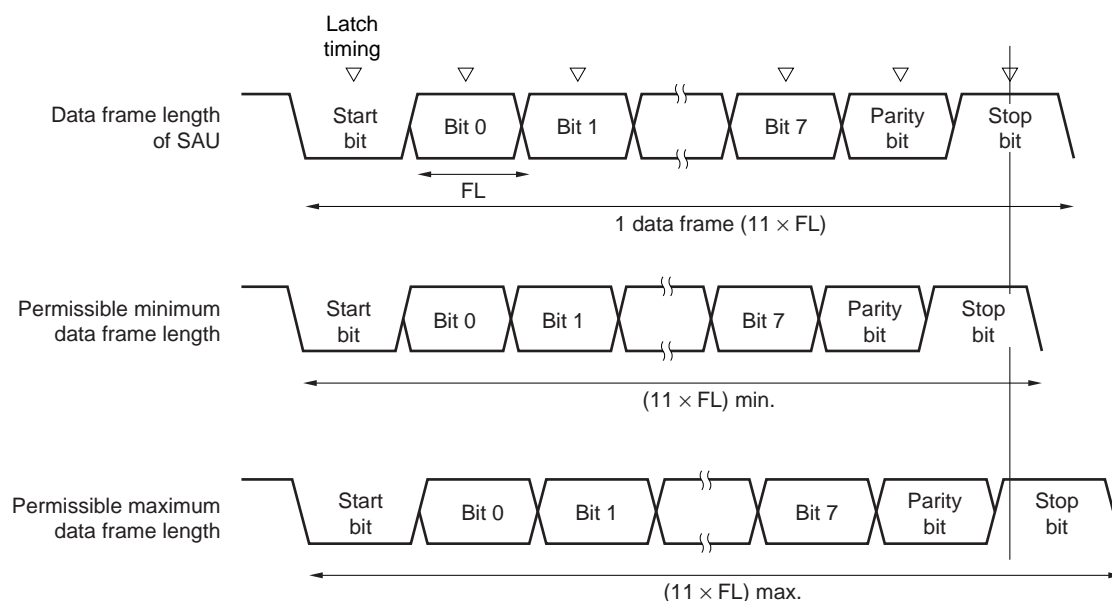 Latch
timing
Data frame length
of SAU
Start
bit
Bit 0
Bit 1
Bit 7
Parity
bit
Stop
bit
FL
1 data frame (11 × FL)
Permissible minimum
data frame length
Start
bit
Bit 0
Bit 1
Bit 7
Parity
bit
Stop
bit
(11 × FL) min.
Permissible maximum
data frame length
Start
bit
Bit 0
Bit 1
Bit 7
Parity
bit
Stop
bit
(11 × FL) max.